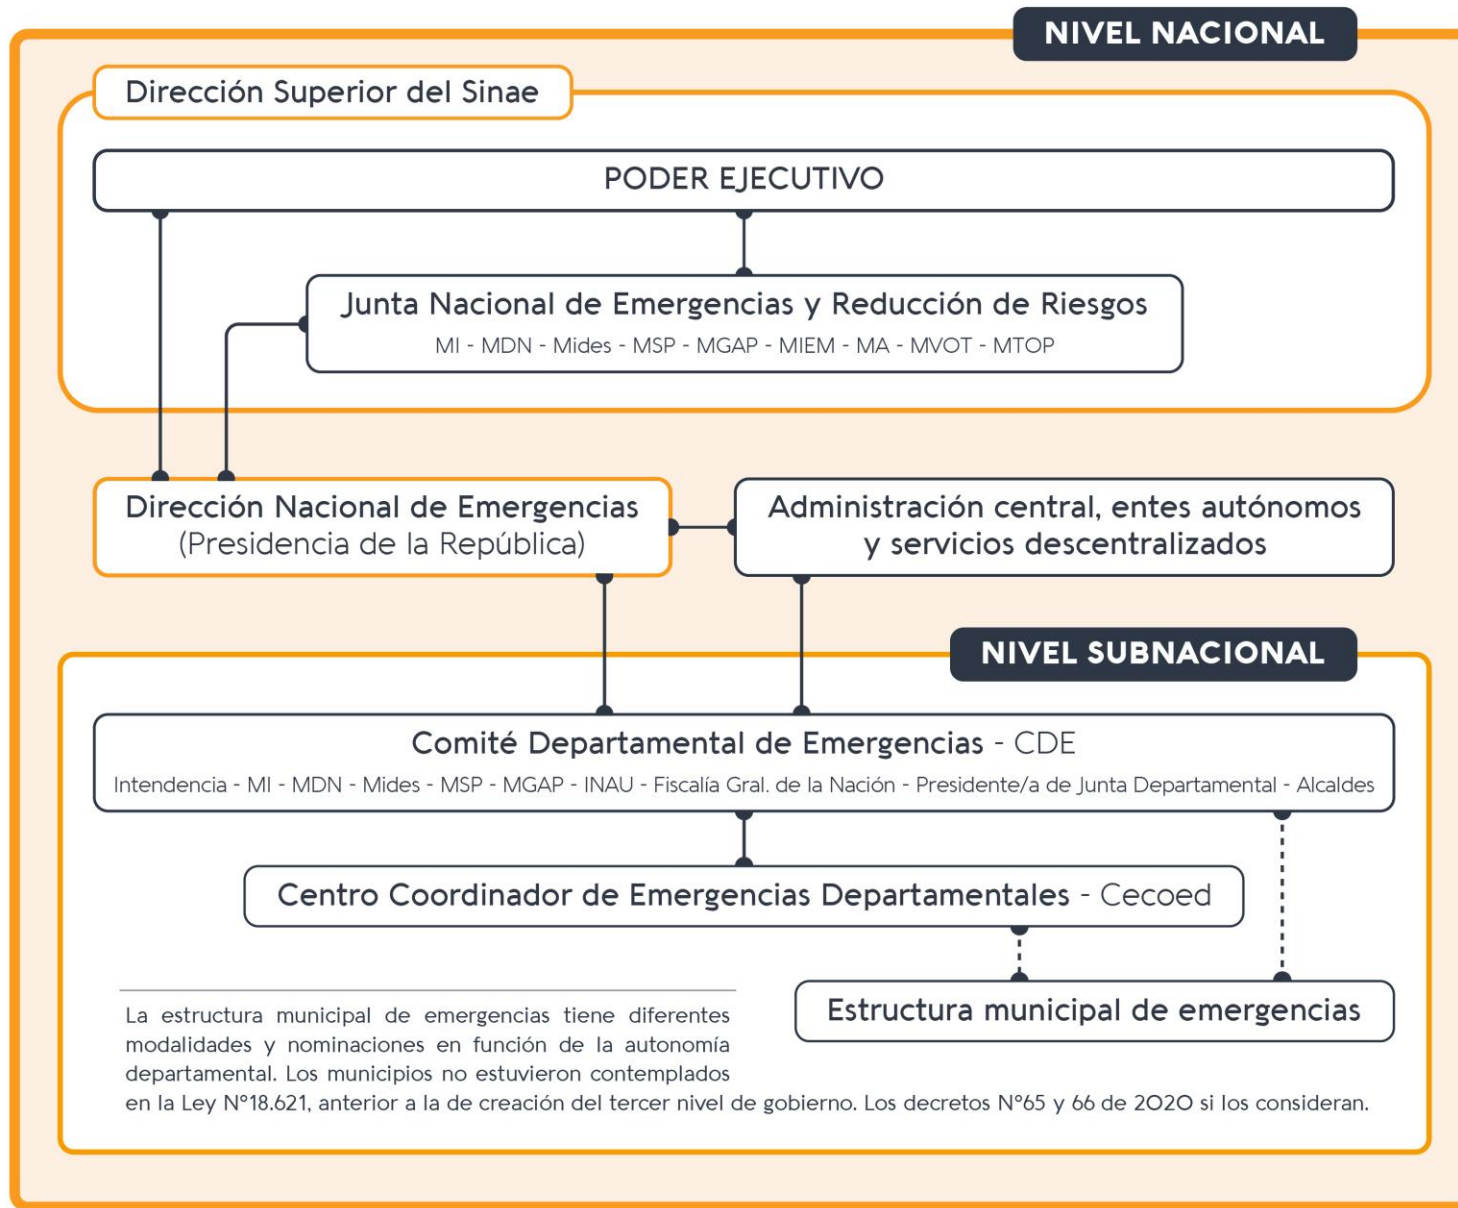 NIVEL NACIONAL
Dirección Superior del Sinae
PODER EJECUTIVO
Junta Nacional de Emergencias y Reducción de Riesgos
MI - MDN - Mides - MSP - MGAP - MIEM - MA - MVOT - MTOP
Dirección Nacional de Emergencias
(Presidencia de la República)
Administración central, entes autónomos
y servicios descentralizados
NIVEL SUBNACIONAL
Comité Departamental de Emergencias - CDE
Intendencia - MI - MDN - Mides - MSP - MGAP - INAU - Fiscalía Gral. de la Nación - Presidente/a de Junta Departamental - Alcaldes
Centro Coordinador de Emergencias Departamentales - Cecoed
Estructura municipal de emergencias
La estructura municipal de emergencias tiene diferentes
modalidades y nominaciones en función de la autonomía
departamental. Los municipios no estuvieron contemplados
en la Ley N°18.621, anterior a la de creación del tercer nivel de gobierno. Los decretos N°65 y 66 de 2020 si los consideran.